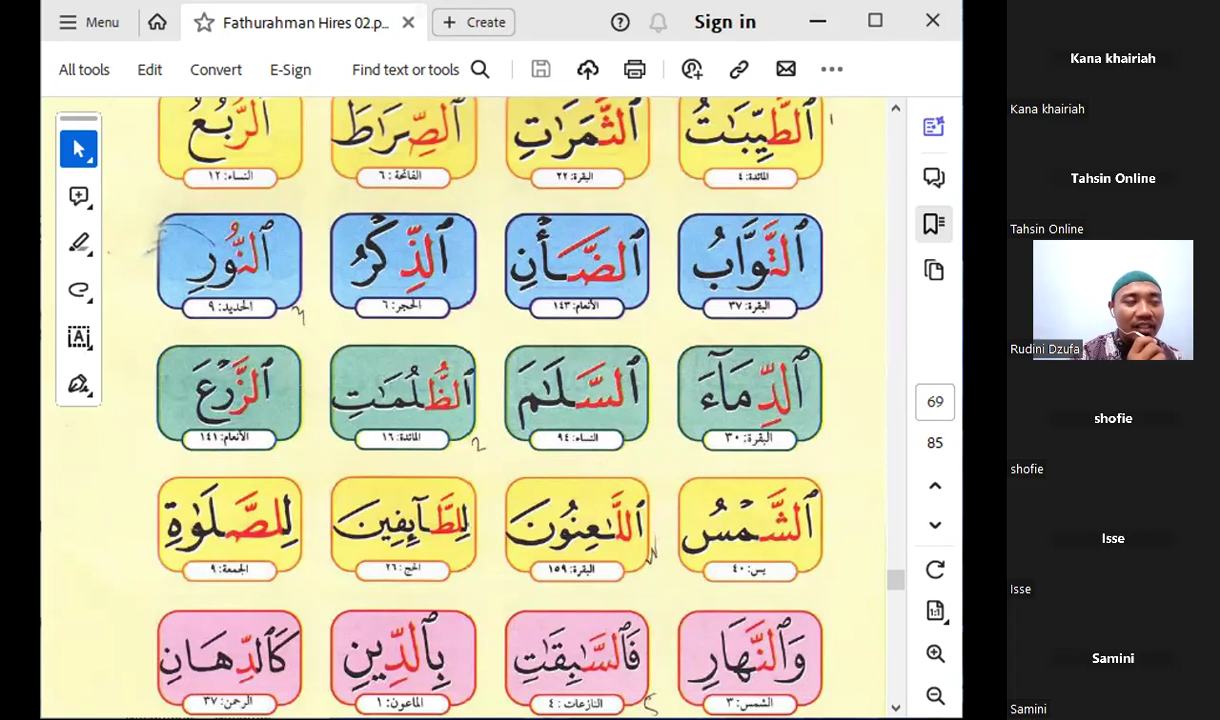 Menu
Fathurahman Hires 02.p...
Create
Sign in
All tools
Edit
Convert
E-Sign
Find text or tools
ٱلطَّيِّبَـٰتُ ٱلثَّمَرَٰتِ ٱلصِّرَاطَ ٱلرُّبُعُ
المائدة: ٤ البقرة: ٢٢ الفاتحة: ٦ النساء: ١٢
ٱلتَّوَّابُ ٱلضَّأْنِ ٱلذِّكْرُ ٱلنُّورِ
البقرة: ٣٧ الأنعام: ١٤٣ الحجر: ٦ الحديد: ٩
ٱلدِّمَآءَ ٱلسَّلَـٰمَ ٱلظُّلُمَـٰتِ ٱلزَّرْعَ
البقرة: ٣٠ النساء: ٩٤ المائدة: ١٦ الأنعام: ١٤١
ٱلشَّمْسُ ٱللَّـٰعِنُونَ لِلطَّآئِفِينَ لِلصَّلَوٰةِ
يس: ٤٠ البقرة: ١٥٩ الحج: ٢٦ الجمعة: ٩
وَٱلنَّهَارِ فَٱلسَّـٰبِقَـٰتِ بِٱلدِّينِ كَٱلدِّهَانِ
الشمس: ٣ النازعات: ٤ الماعون: ١ الرحمن: ٣٧
69
85
Kana khairiah
Kana khairiah
Tahsin Online
Tahsin Online
Rudini Dzufa
shofie
shofie
Isse
Isse
Samini
Samini